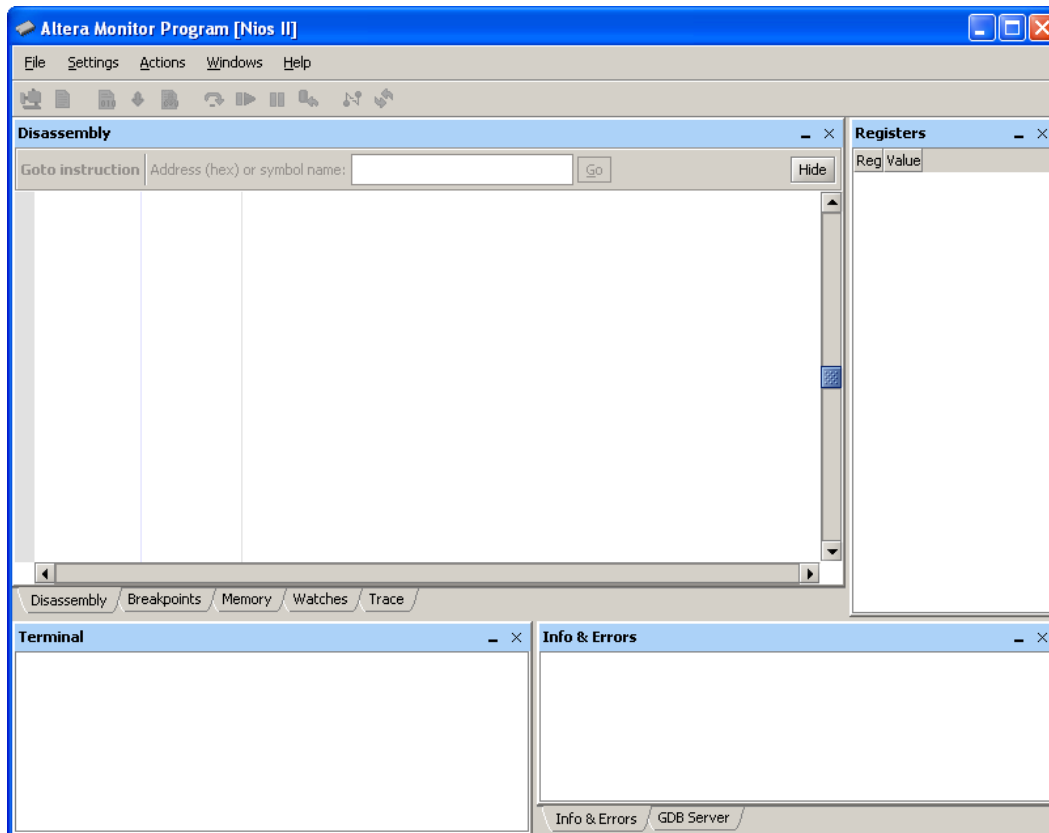 Altera Monitor Program [Nios II]
File Settings Actions Windows Help
Disassembly
Goto instruction Address (hex) or symbol name: Go Hide
Registers
Reg Value
Disassembly Breakpoints Memory Watches Trace
Terminal
Info & Errors
Info & Errors GDB Server